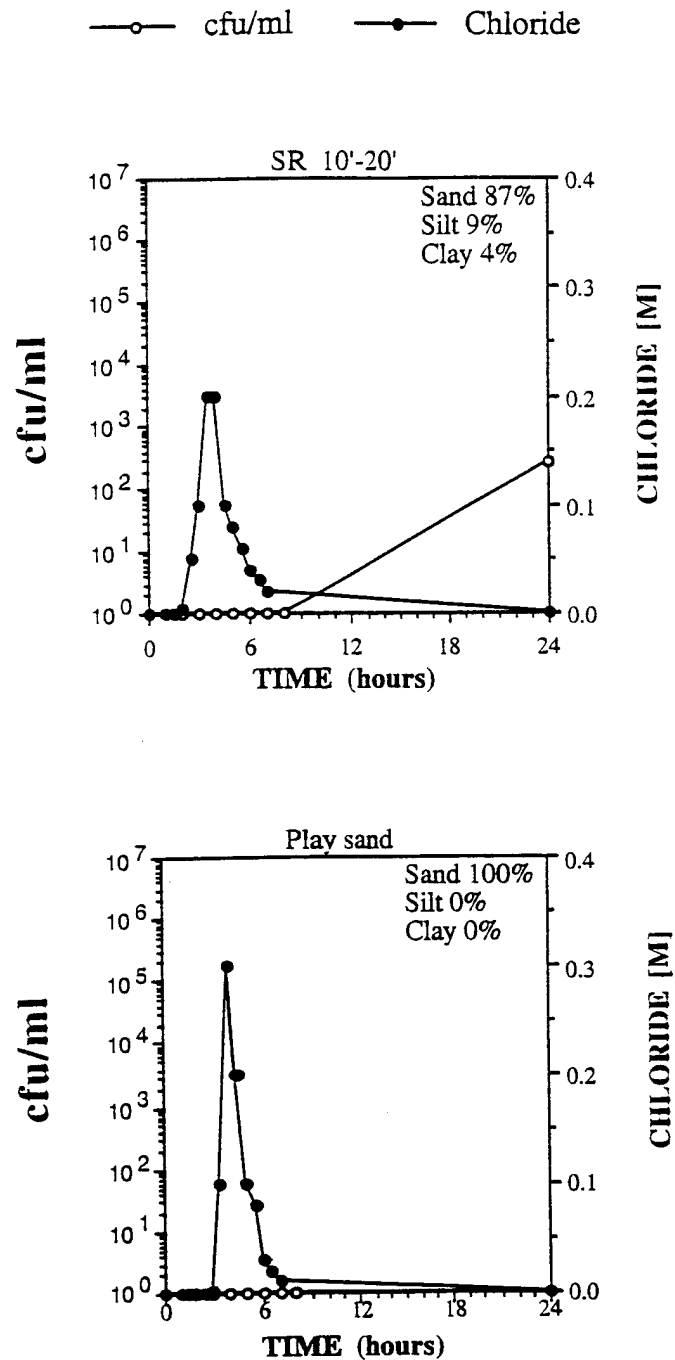 cfu/ml Chloride
SR 10'-20'
Sand 87%
Silt 9%
Clay 4%
10^7
10^6
10^5
10^4
10^3
10^2
10^1
10^0
cfu/ml
0.4
0.3
0.2
0.1
0.0
CHLORIDE [M]
0 6 12 18 24
TIME (hours)
Play sand
Sand 100%
Silt 0%
Clay 0%
10^7
10^6
10^5
10^4
10^3
10^2
10^1
10^0
cfu/ml
0.4
0.3
0.2
0.1
0.0
CHLORIDE [M]
0 6 12 18 24
TIME (hours)